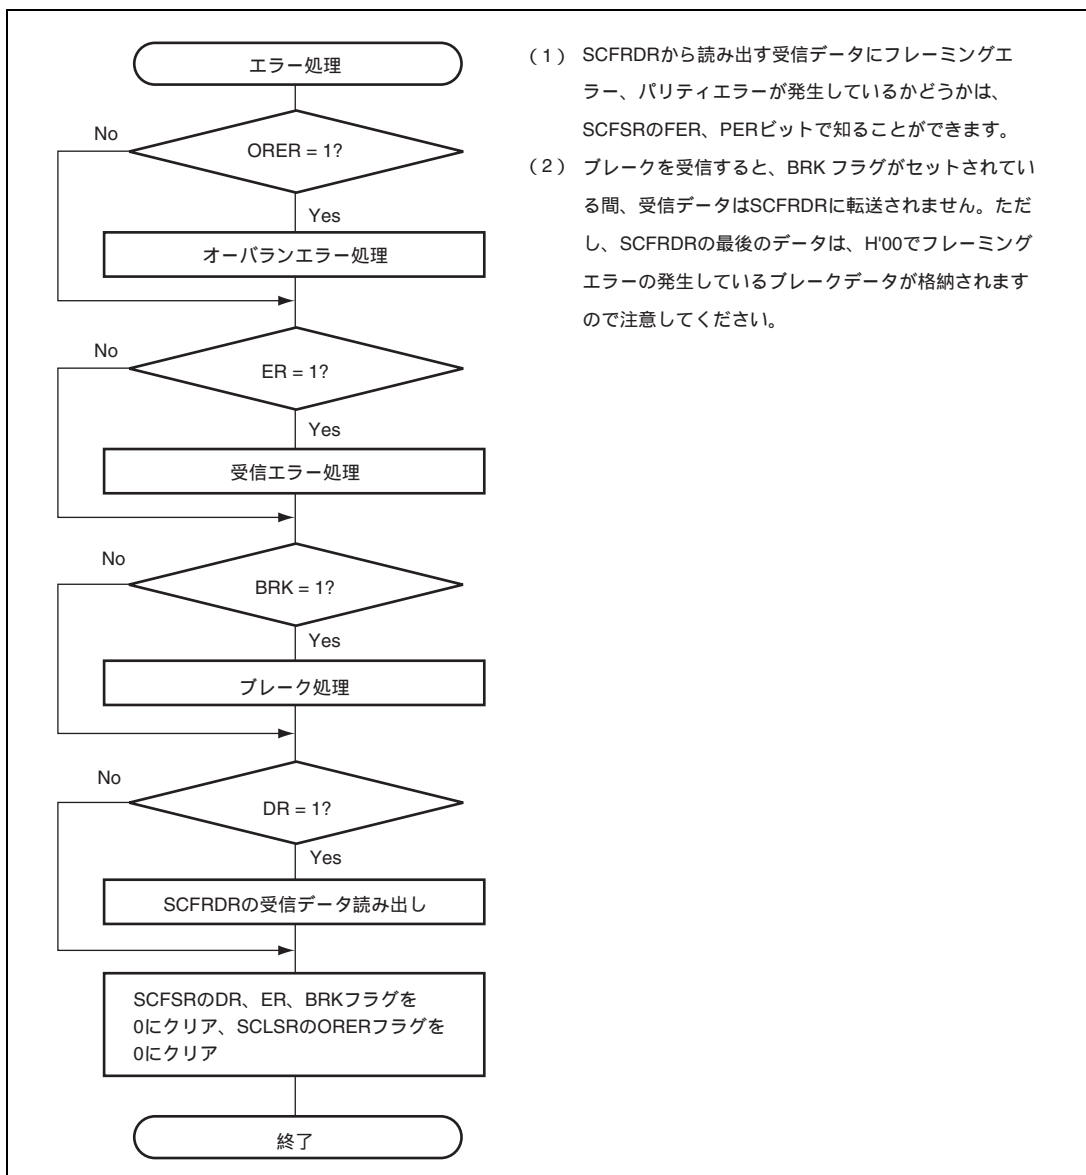 エラー処理
No
ORER = 1?
Yes
オーバランエラー処理
No
ER = 1?
Yes
受信エラー処理
No
BRK = 1?
Yes
ブレーク処理
No
DR = 1?
Yes
SCFRDRの受信データ読み出し
SCFSRのDR、ER、BRKフラグを
0にクリア、SCLSRのORERフラグを
0にクリア
終了
(1) SCFRDRから読み出す受信データにフレーミングエ
ラー、パリティエラーが発生しているかどうかは、
SCFSRのFER、PERビットで知ることができます。
(2) ブレークを受信すると、BRK フラグがセットされてい
る間、受信データはSCFRDRに転送されません。ただ
し、SCFRDRの最後のデータは、H'00でフレーミング
エラーの発生しているブレークデータが格納されます
ので注意してください。